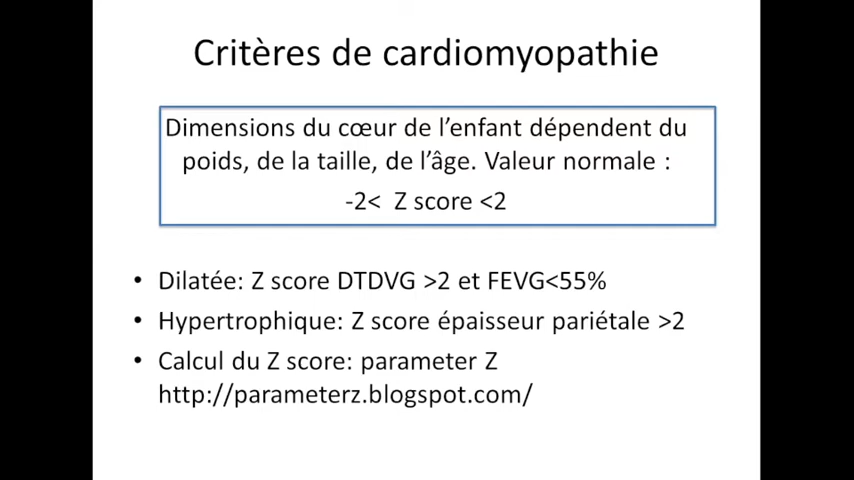 Critères de cardiomyopathie
Dimensions du cœur de l’enfant dépendent du
poids, de la taille, de l’âge. Valeur normale :
-2< Z score <2
• Dilatée: Z score DTDVG >2 et FEVG<55%
• Hypertrophique: Z score épaisseur pariétale >2
• Calcul du Z score: parameter Z
http://parameterz.blogspot.com/